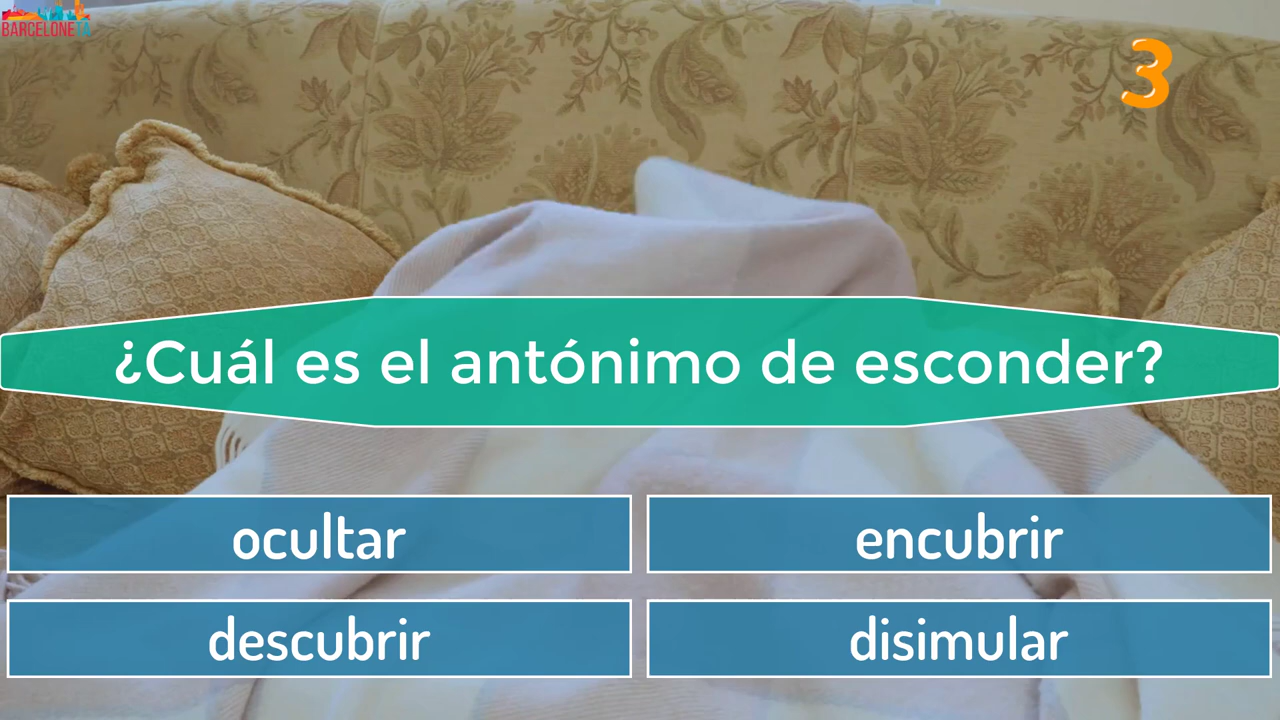 BARCELONETA
3
¿Cuál es el antónimo de esconder?
ocultar
encubrir
descubrir
disimular